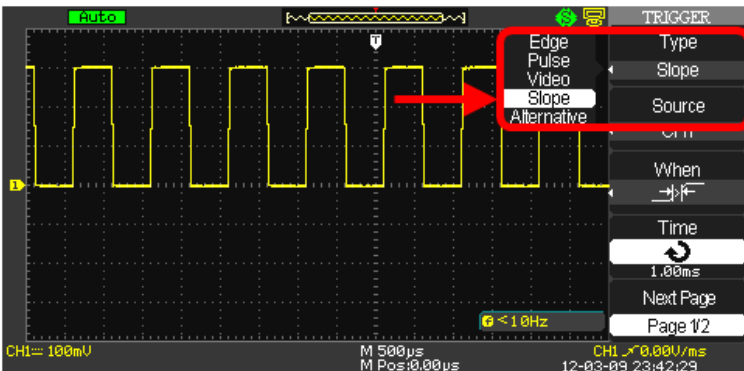 Auto
TRIGGER
T
Edge
Pulse
Video
Slope
Alternative
Type
Slope
Source
When
Time
1.00ms
Next Page
Page 1/2
1
f <10Hz
CH1 100mV
M 500µs
M Pos:0.00µs
CH1 0.00V/ms
12-03-09 23:42:29